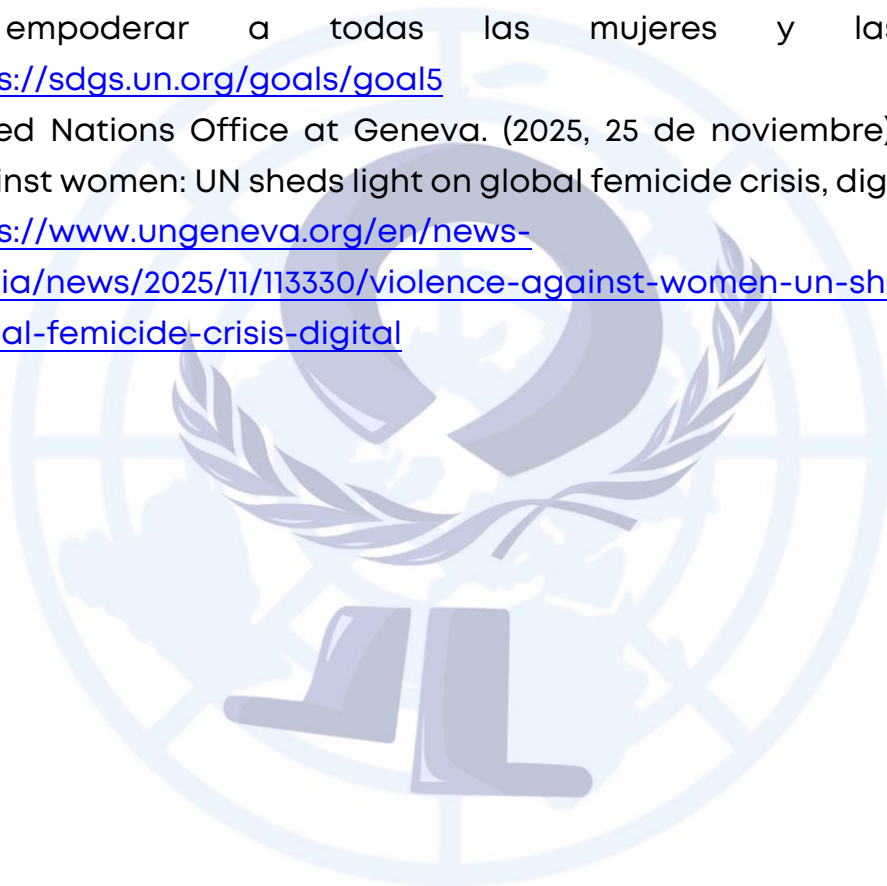 empoderar a todas las mujeres y las
s://sdgs.un.org/goals/goal5
ed Nations Office at Geneva. (2025, 25 de noviembre)
inst women: UN sheds light on global femicide crisis, dig
s://www.ungeneva.org/en/news-
ia/news/2025/11/113330/violence-against-women-un-sh
al-femicide-crisis-digital